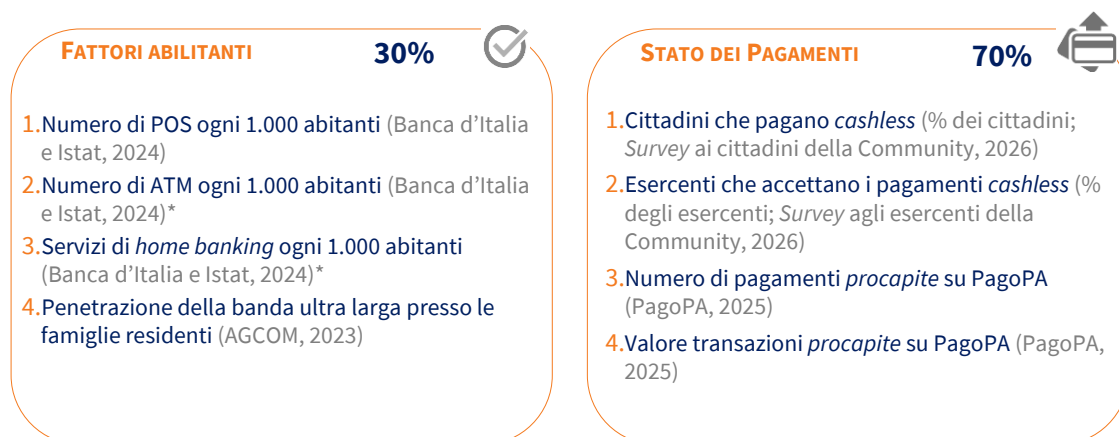 FATTORI ABILITANTI 30%
1.Numero di POS ogni 1.000 abitanti (Banca d’Italia
e Istat, 2024)
2.Numero di ATM ogni 1.000 abitanti (Banca d’Italia
e Istat, 2024)*
3.Servizi di home banking ogni 1.000 abitanti
(Banca d’Italia e Istat, 2024)*
4.Penetrazione della banda ultra larga presso le
famiglie residenti (AGCOM, 2023)
STATO DEI PAGAMENTI 70%
1.Cittadini che pagano cashless (% dei cittadini;
Survey ai cittadini della Community, 2026)
2.Esercenti che accettano i pagamenti cashless (%
degli esercenti; Survey agli esercenti della
Community, 2026)
3.Numero di pagamenti procapite su PagoPA
(PagoPA, 2025)
4.Valore transazioni procapite su PagoPA (PagoPA,
2025)